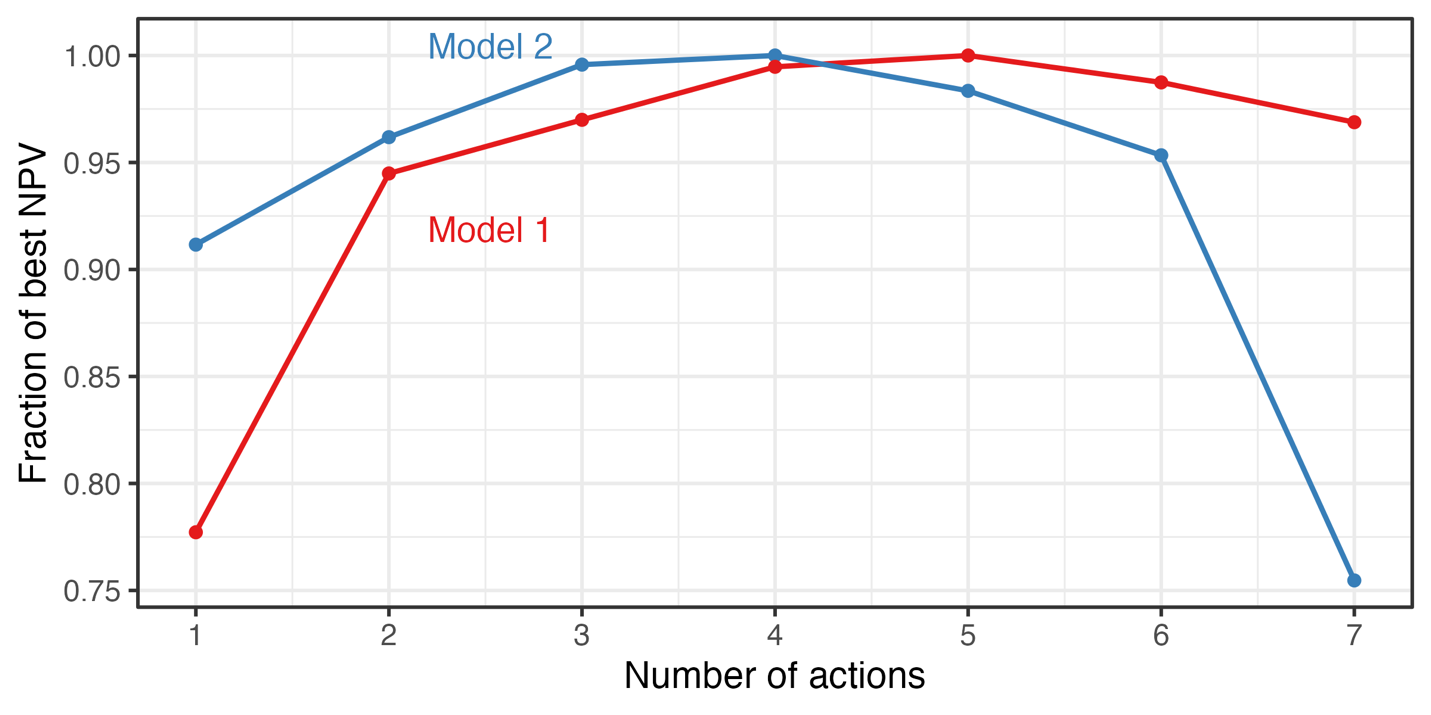 Fraction of best NPV
1.00
0.95
0.90
0.85
0.80
0.75
Model 2
Model 1
1 2 3 4 5 6 7
Number of actions